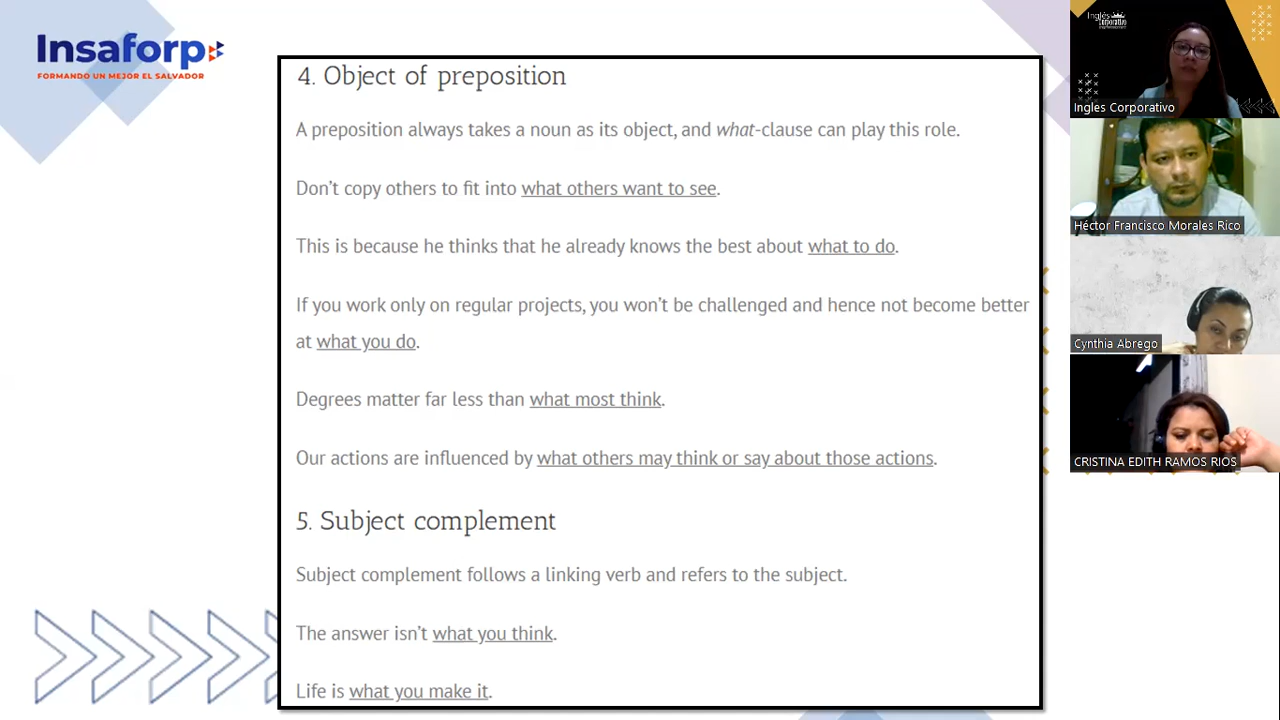 Insaforp
FORMANDO UN MEJOR EL SALVADOR
4. Object of preposition
A preposition always takes a noun as its object, and what-clause can play this role.
Don't copy others to fit into what others want to see.
This is because he thinks that he already knows the best about what to do.
If you work only on regular projects, you won't be challenged and hence not become better
at what you do.
Degrees matter far less than what most think.
Our actions are influenced by what others may think or say about those actions.
5. Subject complement
Subject complement follows a linking verb and refers to the subject.
The answer isn't what you think.
Life is what you make it.
Inglés
Corporativo
Ingles Corporativo
Héctor Francisco Morales Rico
Cynthia Abrego
CRISTINA EDITH RAMOS RIOS